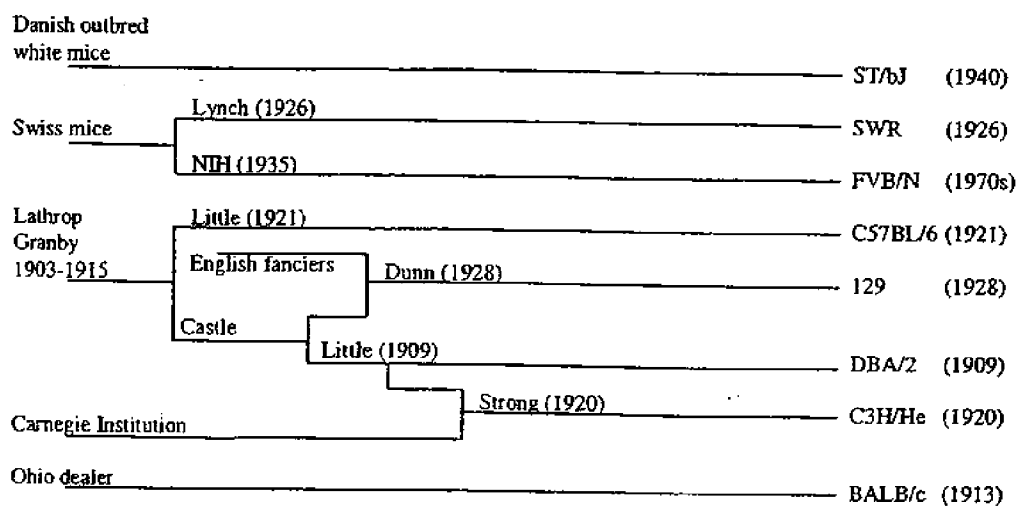 Danish outbred
white mice
ST/bJ (1940)
Lynch (1926)
Swiss mice
SWR (1926)
NIH (1935)
FVB/N (1970s)
Lathrop
Granby
1903-1915
Little (1921)
C57BL/6 (1921)
English fanciers
Dunn (1928)
129 (1928)
Castle
Little (1909)
DBA/2 (1909)
Strong (1920)
C3H/He (1920)
Carnegie Institution
Ohio dealer
BALB/c (1913)